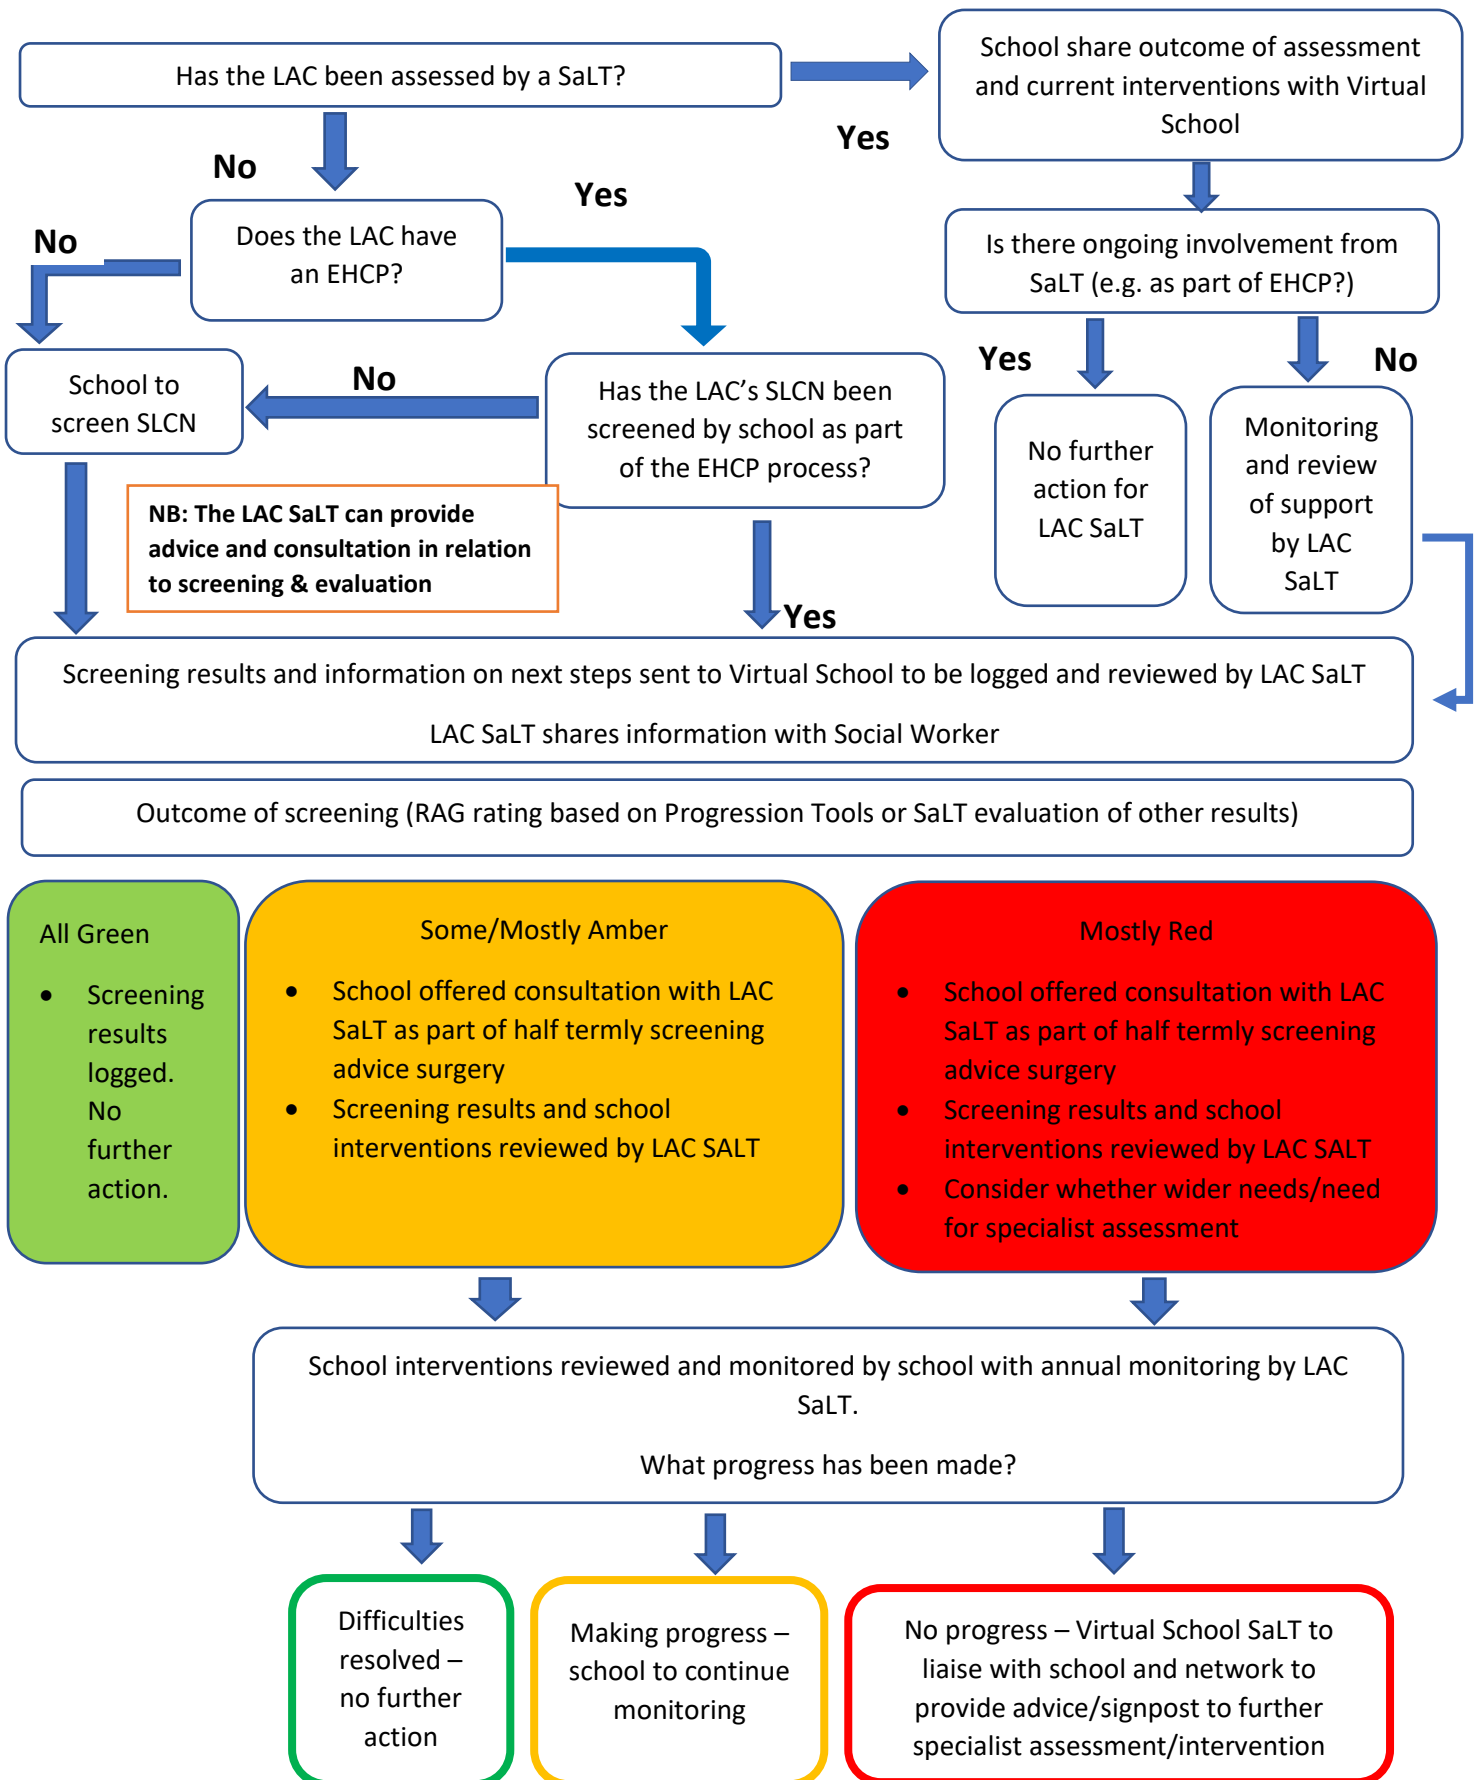 Has the LAC been assessed by a SaLT?
School share outcome of assessment
and current interventions with Virtual
School
Yes
No
Yes
No
Does the LAC have
an EHCP?
Is there ongoing involvement from
SaLT (e.g. as part of EHCP?)
Yes
No
School to
screen SLCN
No
Has the LAC’s SLCN been
screened by school as part
of the EHCP process?
No further
action for
LAC SaLT
Monitoring
and review
of support
by LAC
SaLT
NB: The LAC SaLT can provide
advice and consultation in relation
to screening & evaluation
Yes
Screening results and information on next steps sent to Virtual School to be logged and reviewed by LAC SaLT
LAC SaLT shares information with Social Worker
Outcome of screening (RAG rating based on Progression Tools or SaLT evaluation of other results)
All Green
• Screening
results
logged.
No
further
action.
Some/Mostly Amber
• School offered consultation with LAC
SaLT as part of half termly screening
advice surgery
• Screening results and school
interventions reviewed by LAC SALT
Mostly Red
• School offered consultation with LAC
SaLT as part of half termly screening
advice surgery
• Screening results and school
interventions reviewed by LAC SALT
• Consider whether wider needs/need
for specialist assessment
School interventions reviewed and monitored by school with annual monitoring by LAC
SaLT.
What progress has been made?
Difficulties
resolved –
no further
action
Making progress –
school to continue
monitoring
No progress – Virtual School SaLT to
liaise with school and network to
provide advice/signpost to further
specialist assessment/intervention